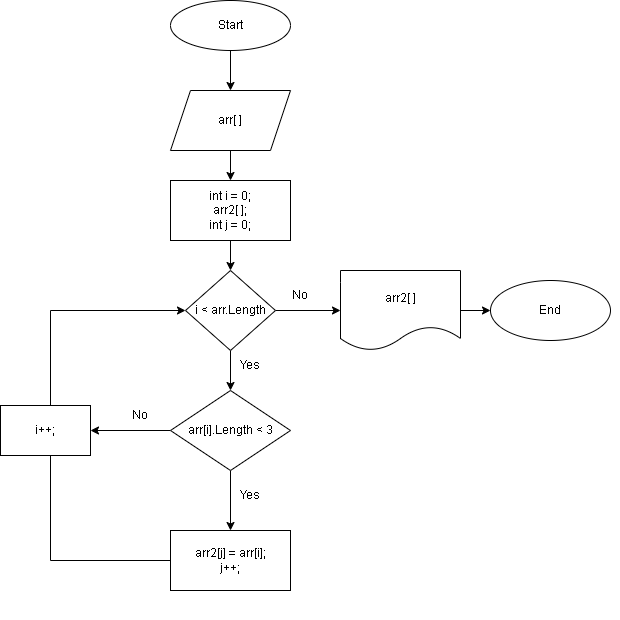 Start
arr[ ]
int i = 0;
arr2[ ];
int j = 0;
i < arr.Length
No
arr2[ ]
End
Yes
arr[i].Length < 3
No
i++;
Yes
arr2[j] = arr[i];
j++;